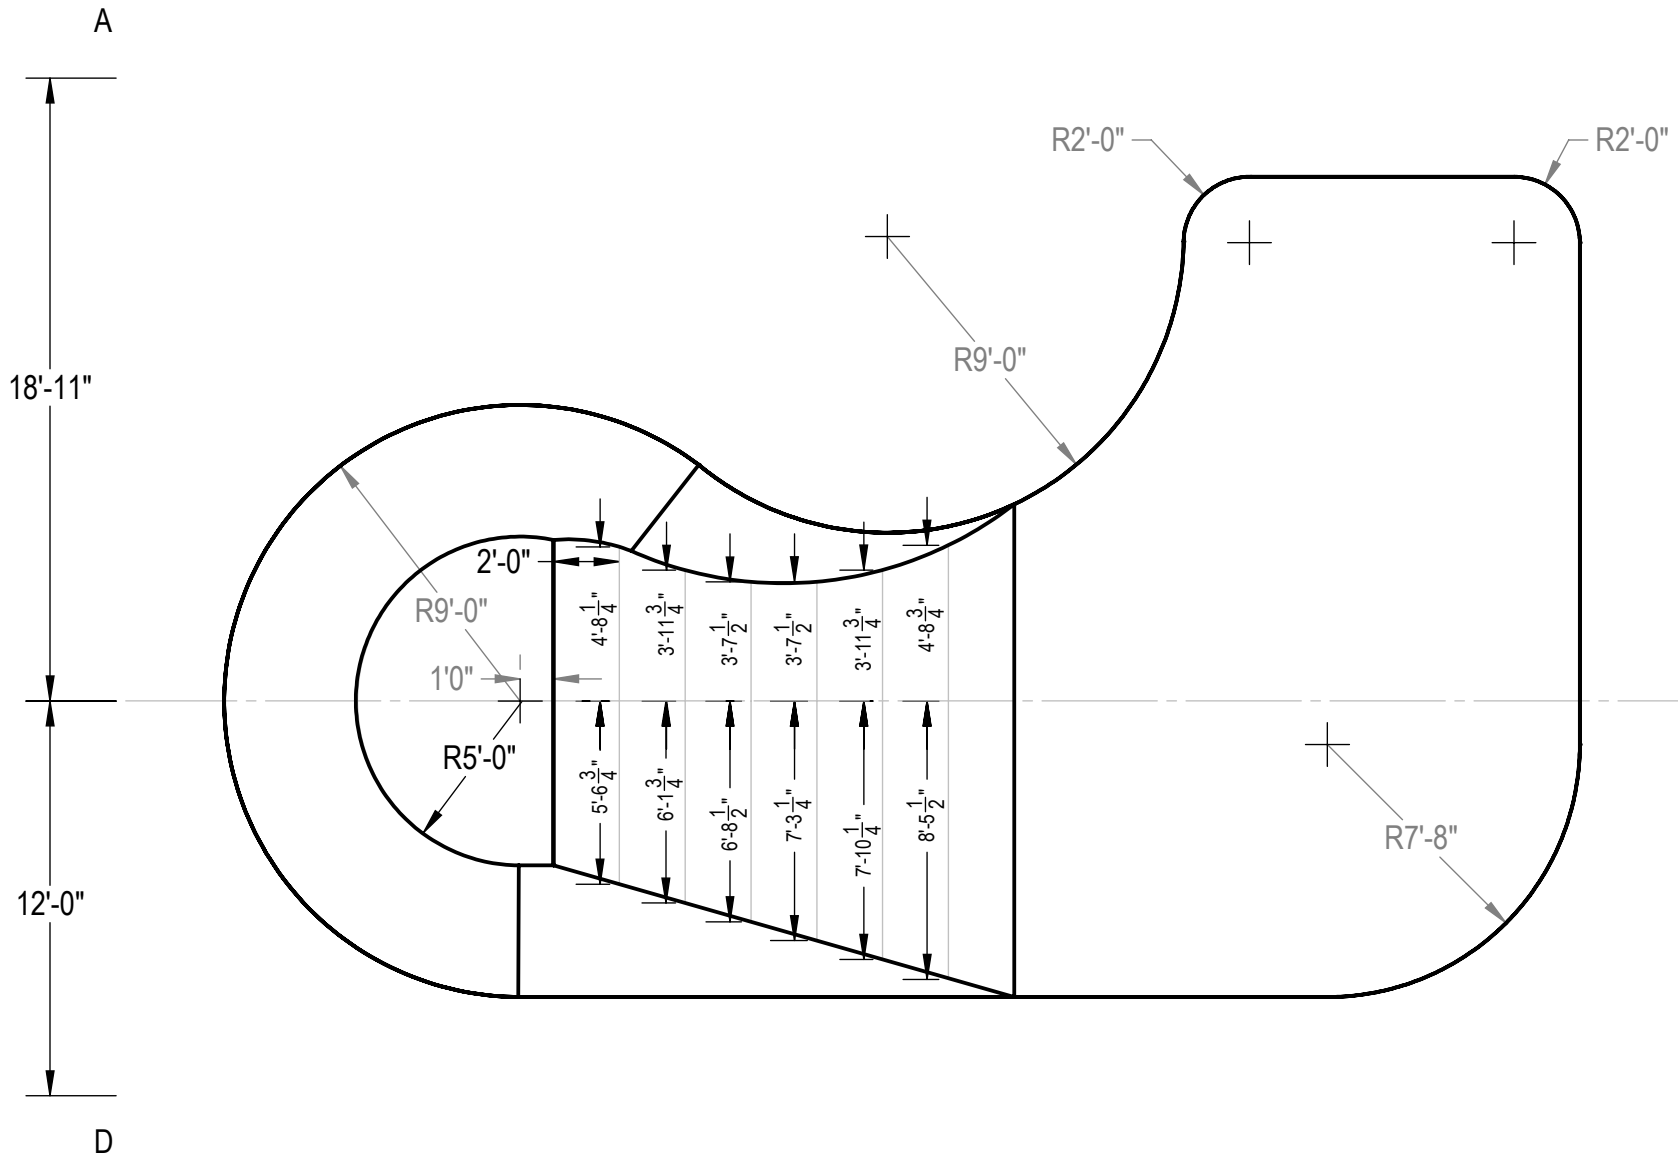 A
R2'-0"
R2'-0"
R9'-0"
18'-11"
2'-0"
R9'-0"
4'-8 1/4"
3'-11 3/4"
3'-7 1/2"
3'-7 1/2"
3'-11 3/4"
4'-8 3/4"
1'0"
R5'-0"
5'-6 3/4"
6'-1 3/4"
6'-8 1/2"
7'-3 1/4"
7'-10 1/4"
8'-5 1/2"
R7'-8"
12'-0"
D